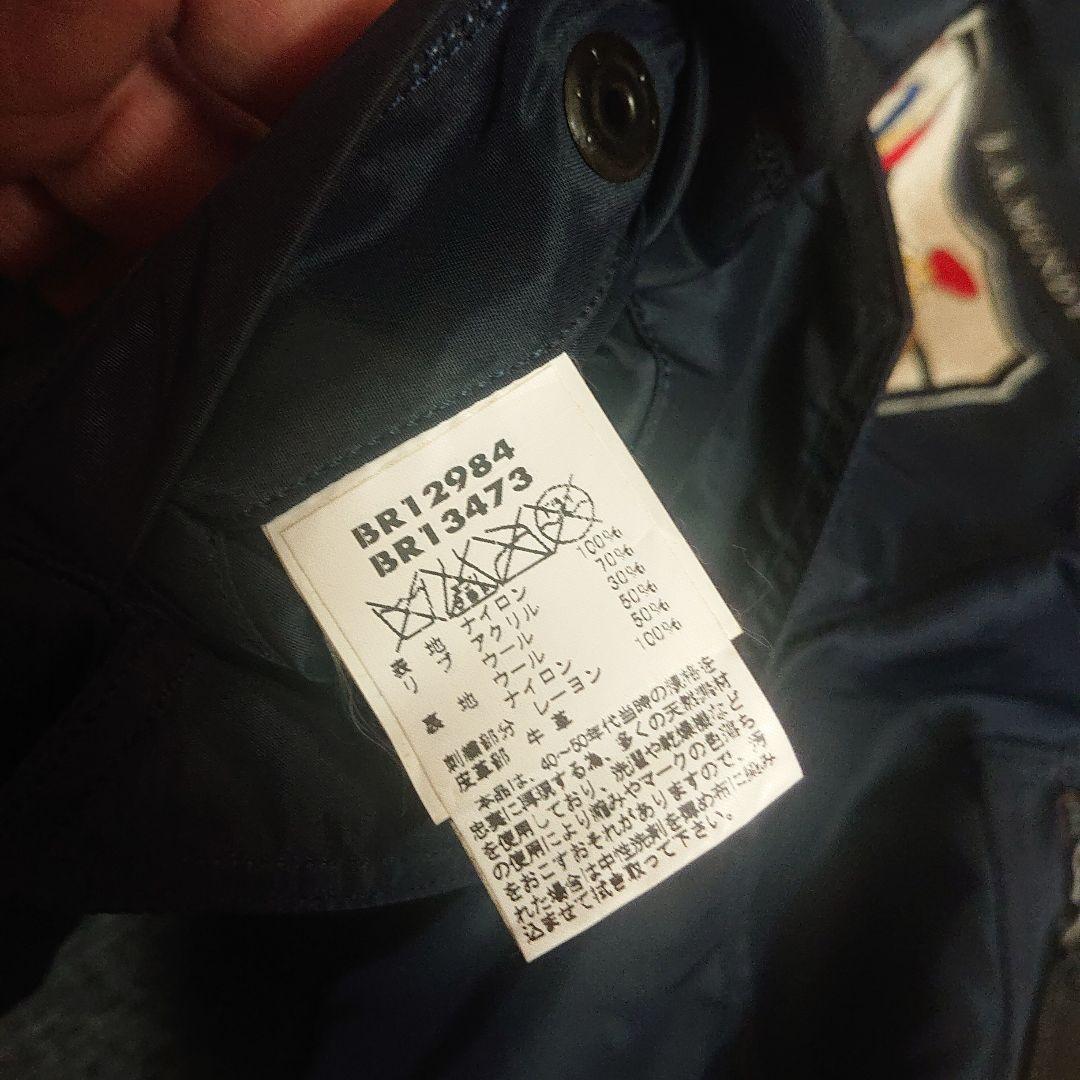 BR12984
BR13473
表 地 ナイロン 100%
リ ブ アクリル 70%
ウール 30%
裏 地 ウール 50%
ナイロン 50%
刺繍部分 レーヨン 100%
皮革部 牛 革
本品は、40〜50年代当時の規格を
忠実に再現する為、多くの天然素材
を使用しており、洗濯や乾燥機など
の使用により縮みやマークの色落ち
をおこすおそれがありますので、汚
れた場合は中性洗剤を薄め布に染み
込ませて拭き取って下さい。